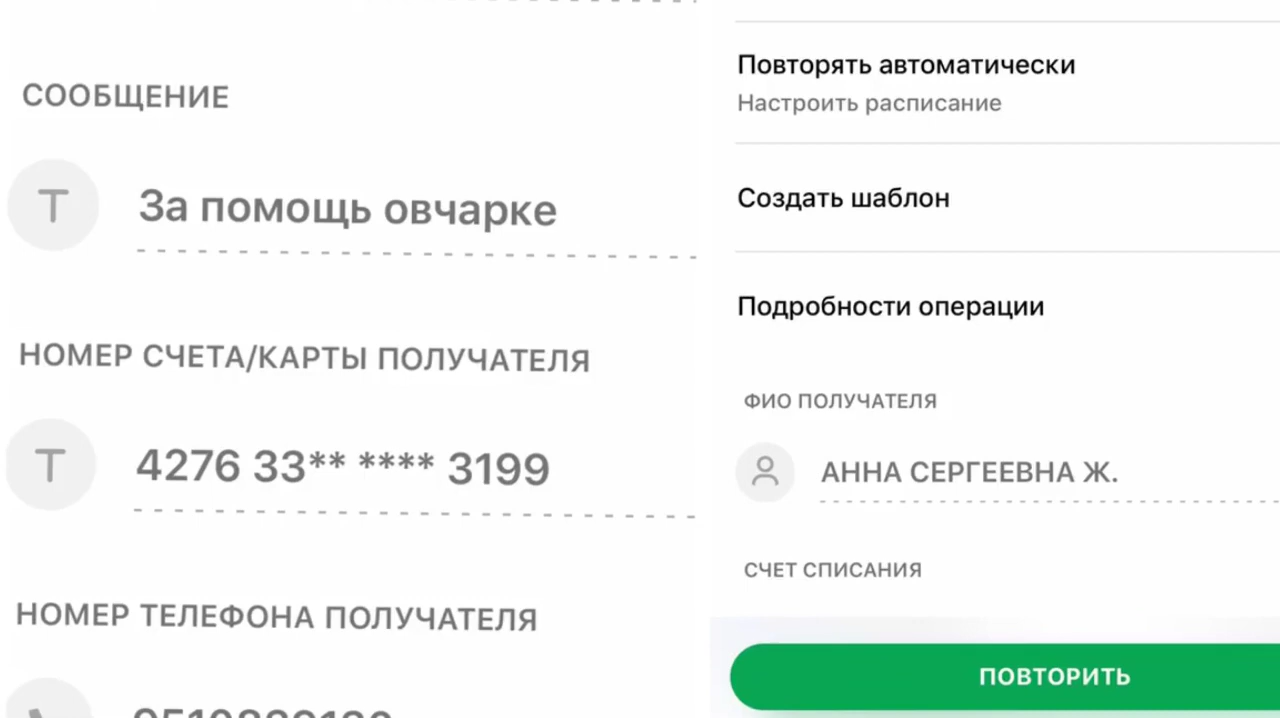 СООБЩЕНИЕ
Т
За помощь овчарке
НОМЕР СЧЕТА/КАРТЫ ПОЛУЧАТЕЛЯ
Т
4276 33** **** 3199
НОМЕР ТЕЛЕФОНА ПОЛУЧАТЕЛЯ
Повторять автоматически
Настроить расписание
Создать шаблон
Подробности операции
ФИО ПОЛУЧАТЕЛЯ
АННА СЕРГЕЕВНА Ж.
СЧЕТ СПИСАНИЯ
ПОВТОРИТЬ